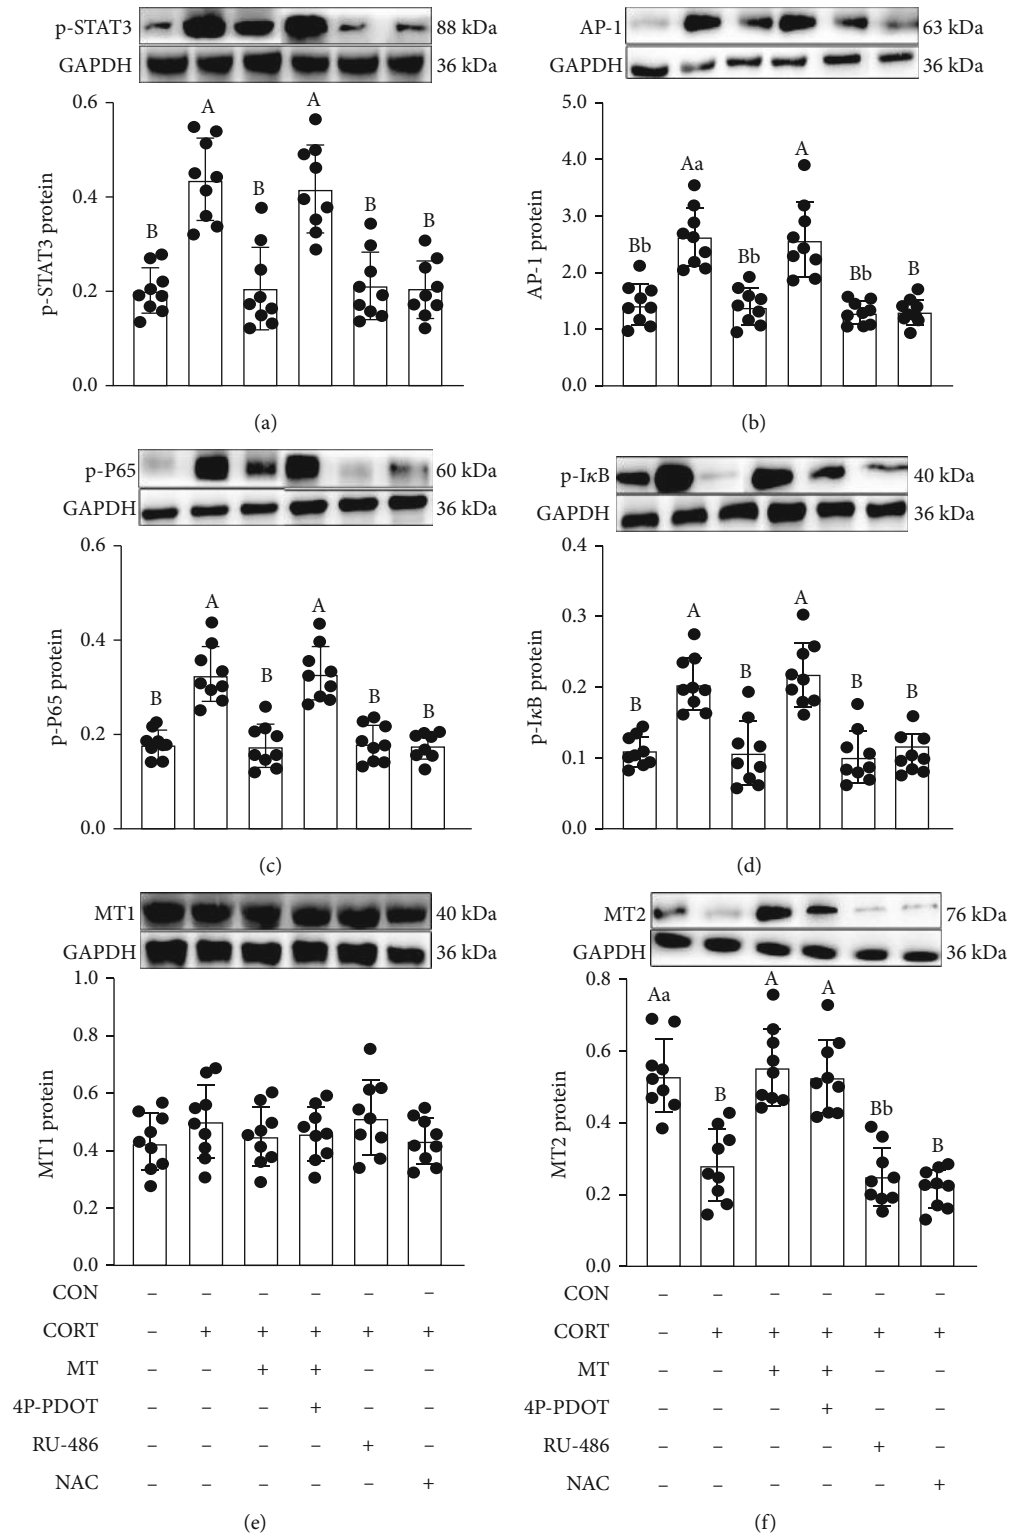 p-STAT3 88 kDa
GAPDH 36 kDa
0.6
0.4
0.2
0.0
p-STAT3 protein
B A B A B B
(a)
AP-1 63 kDa
GAPDH 36 kDa
5.0
4.0
3.0
2.0
1.0
0.0
AP-1 protein
Bb Aa Bb A Bb B
(b)
p-P65 60 kDa
GAPDH 36 kDa
0.6
0.4
0.2
0.0
p-P65 protein
B A B A B B
(c)
p-IκB 40 kDa
GAPDH 36 kDa
0.4
0.3
0.2
0.1
0.0
p-IκB protein
B A B A B B
(d)
MT1 40 kDa
GAPDH 36 kDa
1.0
0.8
0.6
0.4
0.2
0.0
MT1 protein
CON – – – – – –
CORT – + + + + +
MT – – + + – –
4P-PDOT – – – + – –
RU-486 – – – – + –
NAC – – – – – +
(e)
MT2 76 kDa
GAPDH 36 kDa
0.8
0.6
0.4
0.2
0.0
MT2 protein
Aa B A A Bb B
CON – – – – – –
CORT – + + + + +
MT – – + + – –
4P-PDOT – – – + – –
RU-486 – – – – + –
NAC – – – – – +
(f)